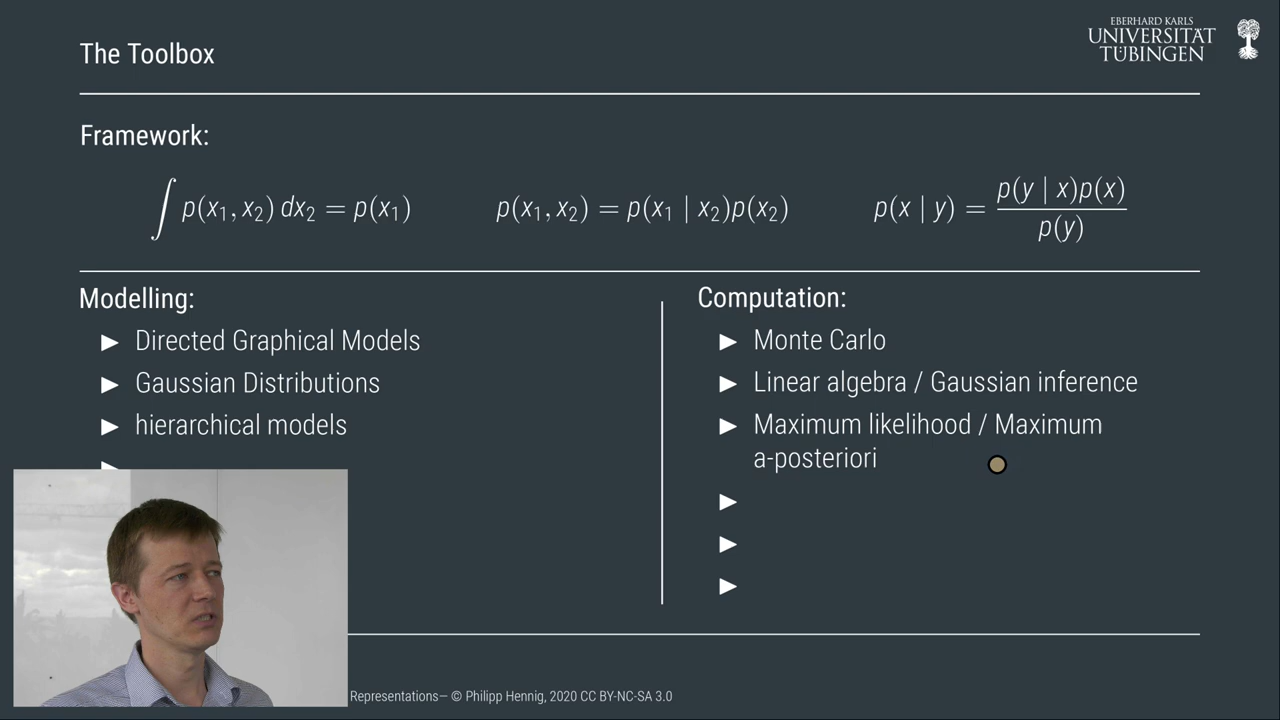 The Toolbox
EBERHARD KARLS
UNIVERSITÄT
TÜBINGEN
Framework:
∫ p(x₁, x₂) dx₂ = p(x₁) p(x₁, x₂) = p(x₁ | x₂)p(x₂) p(x | y) = p(y | x)p(x) / p(y)
Modelling:
▶ Directed Graphical Models
▶ Gaussian Distributions
▶ hierarchical models
▶
Computation:
▶ Monte Carlo
▶ Linear algebra / Gaussian inference
▶ Maximum likelihood / Maximum
a-posteriori
▶
▶
▶
Representations— © Philipp Hennig, 2020 CC BY-NC-SA 3.0